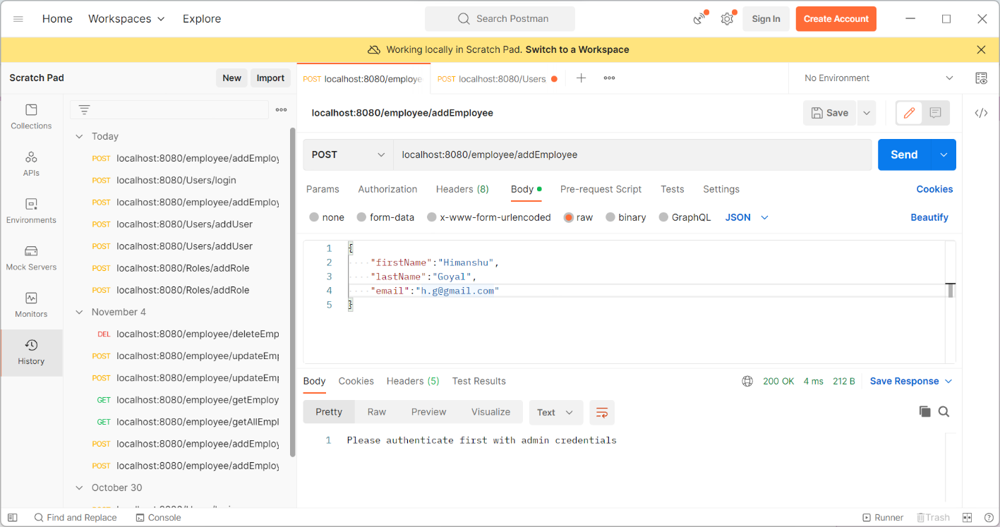 Home Workspaces Explore Search Postman Sign In Create Account
Working locally in Scratch Pad. Switch to a Workspace
Scratch Pad New Import
POST localhost:8080/employe
POST localhost:8080/Users
No Environment
Collections
APIs
Environments
Mock Servers
Monitors
History
Today
POST localhost:8080/employee/addEmploy
POST localhost:8080/Users/login
POST localhost:8080/employee/addEmploy
POST localhost:8080/Users/addUser
POST localhost:8080/Users/addUser
POST localhost:8080/Roles/addRole
POST localhost:8080/Roles/addRole
November 4
DEL localhost:8080/employee/deleteEmp
POST localhost:8080/employee/updateEmp
POST localhost:8080/employee/updateEmp
GET localhost:8080/employee/getEmploy
GET localhost:8080/employee/getAllEmpl
POST localhost:8080/employee/addEmploy
POST localhost:8080/employee/addEmploy
October 30
localhost:8080/employee/addEmployee
Save
POST localhost:8080/employee/addEmployee Send
Params Authorization Headers (8) Body Pre-request Script Tests Settings Cookies
none form-data x-www-form-urlencoded raw binary GraphQL JSON Beautify
1 {
2 "firstName":"Himanshu",
3 "lastName":"Goyal",
4 "email":"h.g@gmail.com"
5 }
Body Cookies Headers (5) Test Results 200 OK 4 ms 212 B Save Response
Pretty Raw Preview Visualize Text
1 Please authenticate first with admin credentials
Find and Replace Console Runner Trash